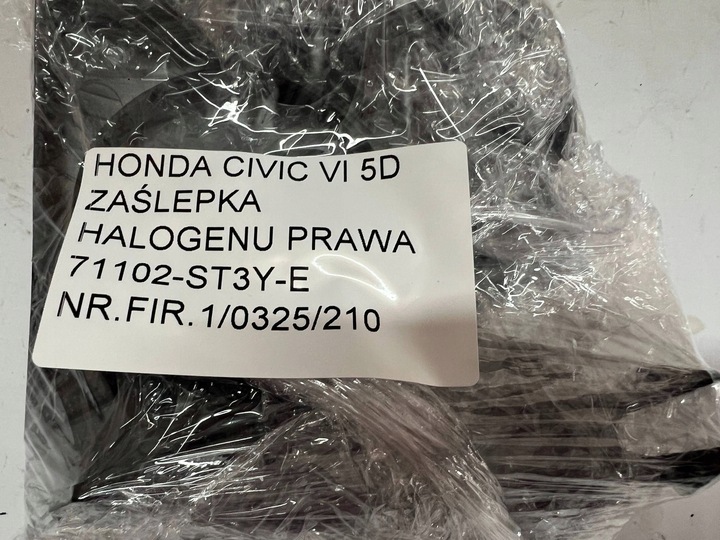 HONDA CIVIC VI 5D
ZAŚLEPKA
HALOGENU PRAWA
71102-ST3Y-E
NR.FIR.1/0325/210